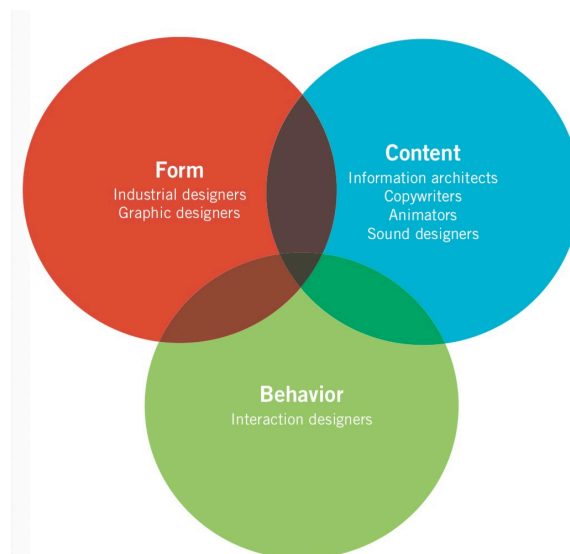 Form
Industrial designers
Graphic designers
Content
Information architects
Copywriters
Animators
Sound designers
Behavior
Interaction designers